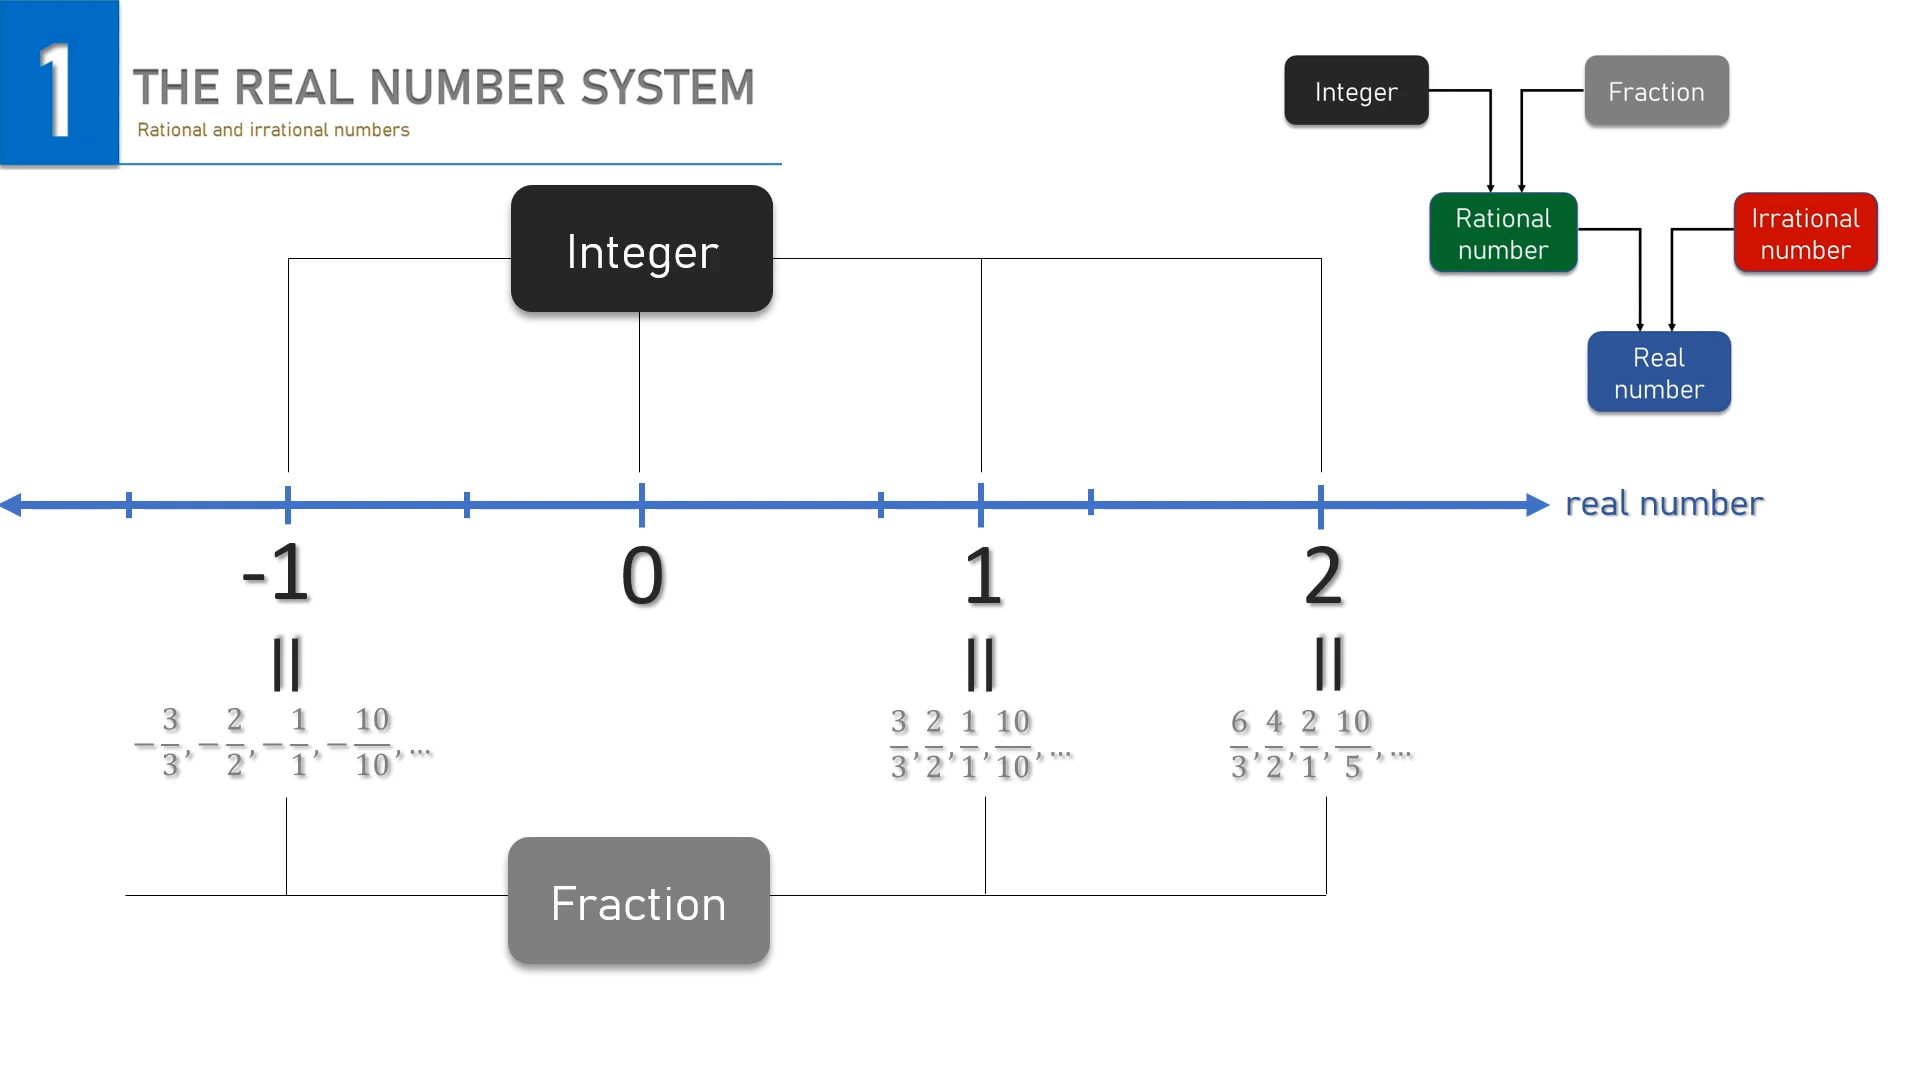 1
THE REAL NUMBER SYSTEM
Rational and irrational numbers
Integer
Fraction
Rational
number
Irrational
number
Real
number
Integer
real number
-1 0 1 2
|| || ||
-3/3, -2/2, -1/1, -10/10, ... 3/3, 2/2, 1/1, 10/10, ... 6/3, 4/2, 2/1, 10/5, ...
Fraction